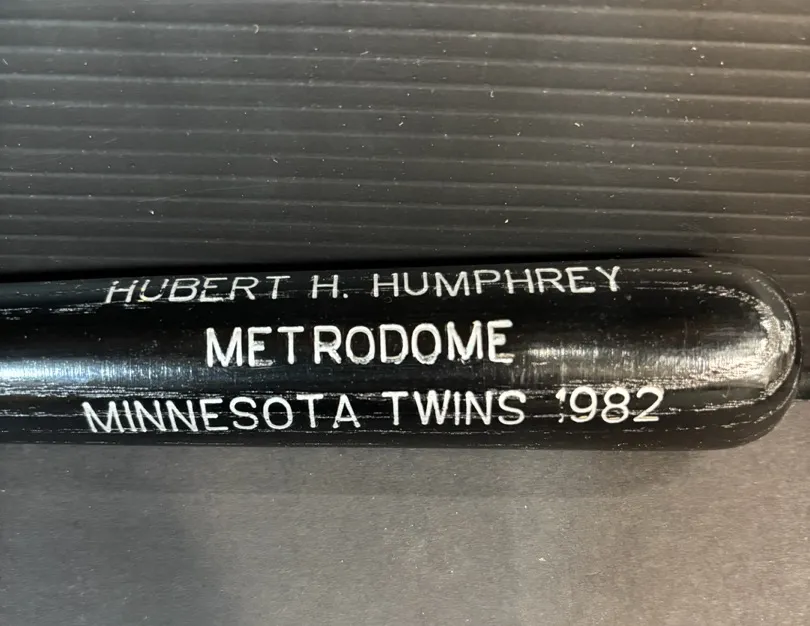 HUBERT H. HUMPHREY
METRODOME
MINNESOTA TWINS 1982